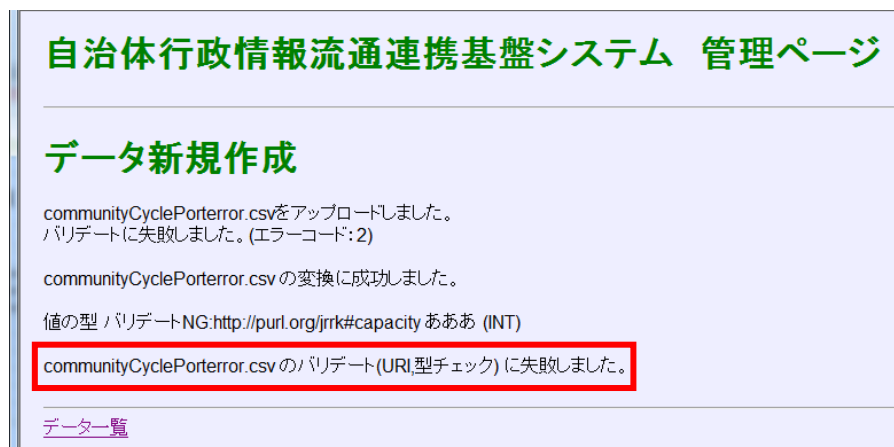 自治体行政情報流通連携基盤システム　管理ページ
データ新規作成
communityCyclePorterror.csvをアップロードしました。
バリデートに失敗しました。(エラーコード：2)
communityCyclePorterror.csv の変換に成功しました。
値の型 バリデートNG:http://purl.org/jrrk#capacity あああ (INT)
communityCyclePorterror.csv のバリデート(URI,型チェック) に失敗しました。
データ一覧